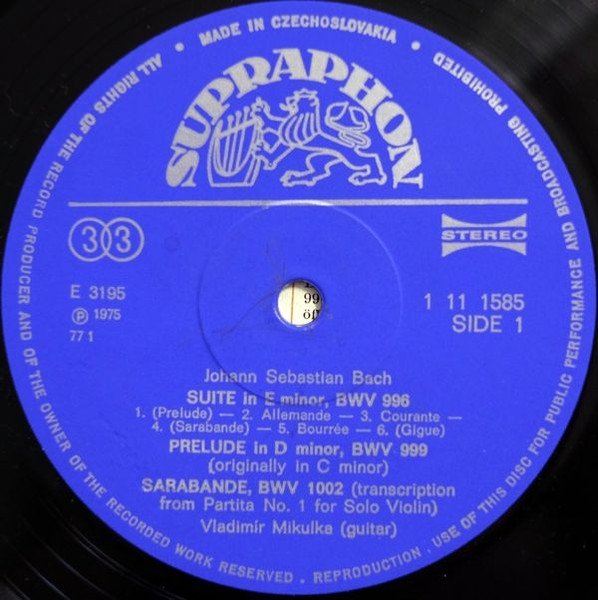 ALL RIGHTS OF THE RECORD PRODUCER AND OF THE OWNER OF THE RECORDED WORK RESERVED . REPRODUCTION . USE OF THIS DISC FOR PUBLIC PERFORMANCE AND BROADCASTING PROHIBITED
• MADE IN CZECHOSLOVAKIA •
SUPRAPHON
33
STEREO
E 3195
1 11 1585
℗ 1975
SIDE 1
77 1
99
Johann Sebastian Bach
SUITE in E minor, BWV 996
1. (Prelude) — 2. Allemande — 3. Courante —
4. (Sarabande) — 5. Bourrée — 6. (Gigue)
PRELUDE in D minor, BWV 999
(originally in C minor)
SARABANDE, BWV 1002 (transcription
from Partita No. 1 for Solo Violin)
Vladimír Mikulka (guitar)